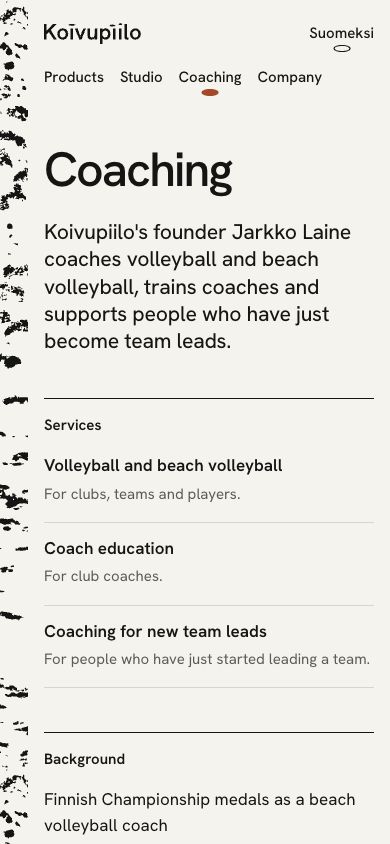 Koivupiilo
Suomeksi
Products Studio Coaching Company
Coaching
Koivupiilo's founder Jarkko Laine
coaches volleyball and beach
volleyball, trains coaches and
supports people who have just
become team leads.
Services
Volleyball and beach volleyball
For clubs, teams and players.
Coach education
For club coaches.
Coaching for new team leads
For people who have just started leading a team.
Background
Finnish Championship medals as a beach
volleyball coach